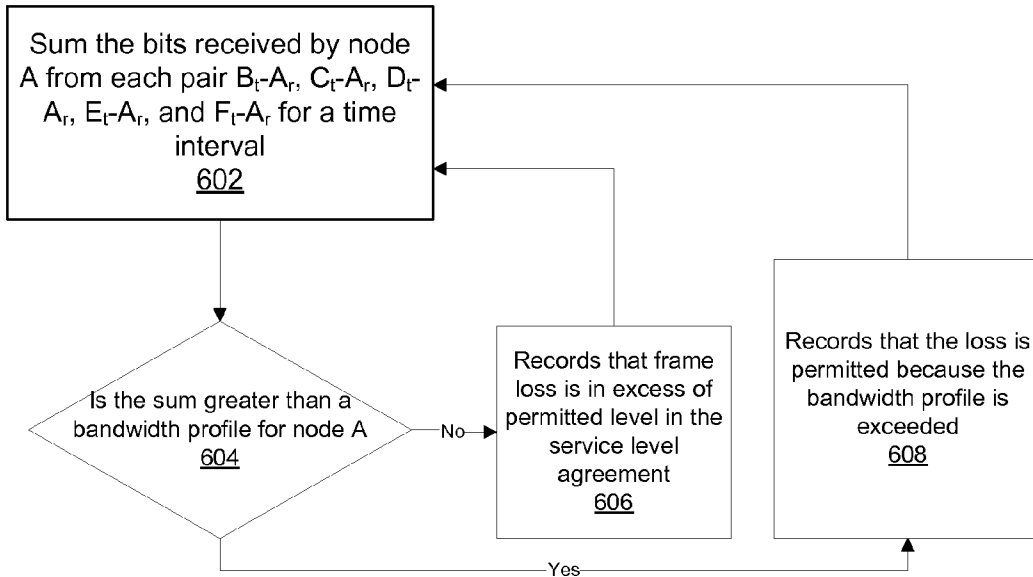 Sum the bits received by node
A from each pair Bt-Ar, Ct-Ar, Dt-
Ar, Et-Ar, and Ft-Ar for a time
interval
602
Is the sum greater than a
bandwidth profile for node A
604
No
Records that frame
loss is in excess of
permitted level in the
service level
agreement
606
Records that the loss is
permitted because the
bandwidth profile is
exceeded
608
Yes